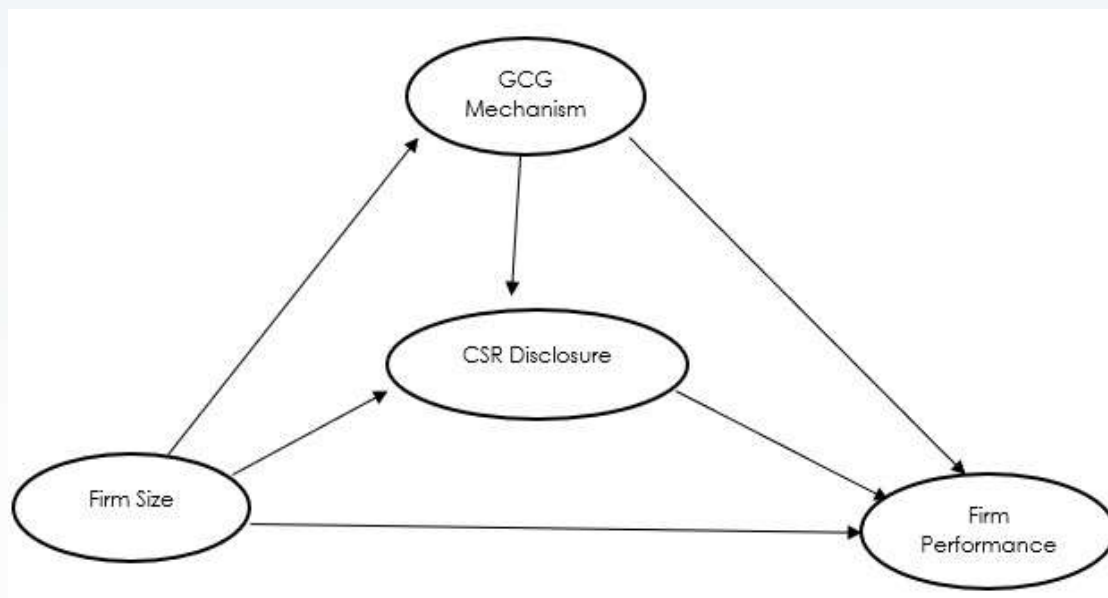 GCG
Mechanism
CSR Disclosure
Firm Size
Firm
Performance